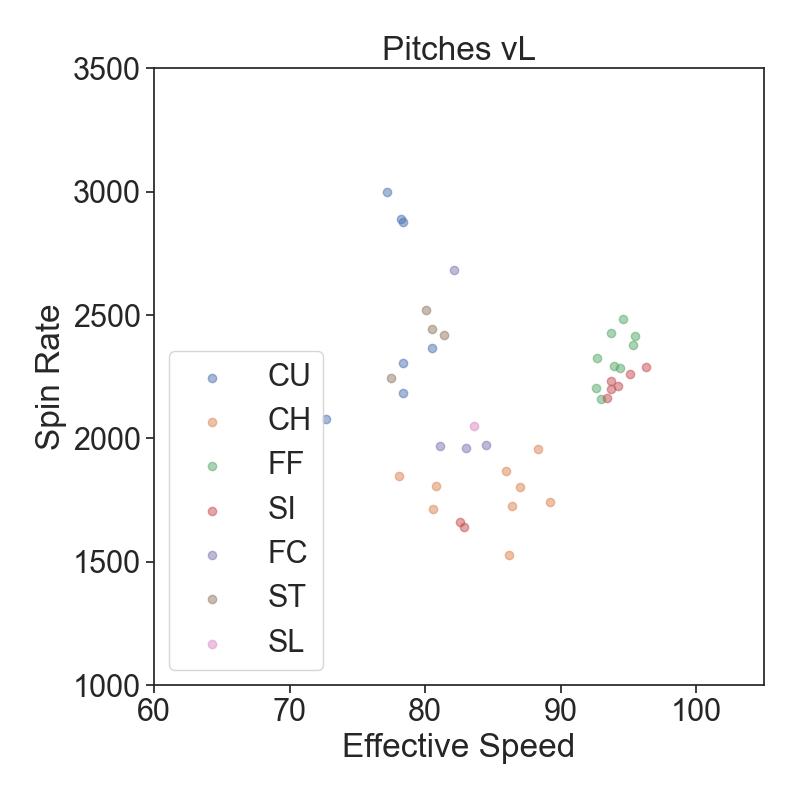 Pitches vL
3500
3000
2500
2000
1500
1000
Spin Rate
CU
CH
FF
SI
FC
ST
SL
60 70 80 90 100
Effective Speed